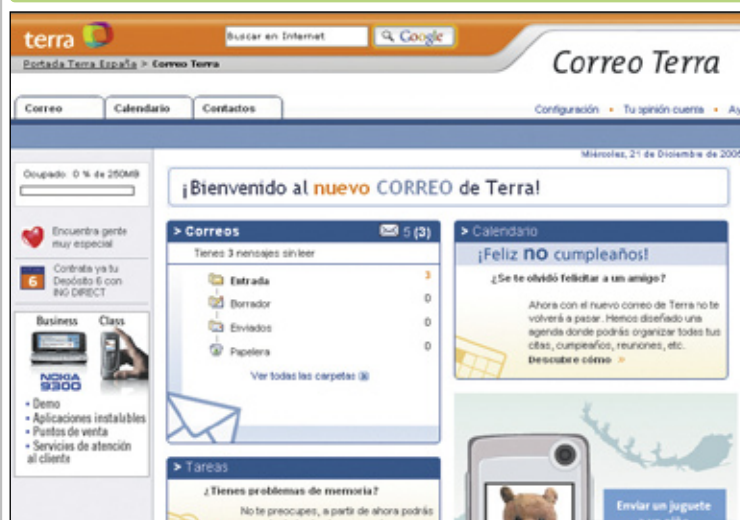 terra
Buscar en Internet
Google
Portada Terra España > Correo Terra
Correo Terra
Correo
Calendario
Contactos
Configuración • Tu opinión cuenta •
Miércoles, 21 de Diciembre de 2005
Ocupado: 0 % de 250MB
Encuentra gente
muy especial
6
Contrata ya tu
Depósito 6 con
ING DIRECT
Business Class
NOKIA
9300
• Demo
• Aplicaciones instalables
• Puntos de venta
• Servicios de atención
al cliente
¡Bienvenido al nuevo CORREO de Terra!
> Correos
5 (3)
Tienes 3 mensajes sin leer
Entrada 3
Borrador 0
Enviados 0
Papelera 0
Ver todas las carpetas
> Tareas
¿Tienes problemas de memoria?
No te preocupes, a partir de ahora podrás
> Calendario
¡Feliz no cumpleaños!
¿Se te olvidó felicitar a un amigo?
Ahora con el nuevo correo de Terra no te
volverá a pasar. Hemos diseñado una
agenda donde podrás organizar todas tus
citas, cumpleaños, reuniones, etc.
Descubre cómo »
Enviar un juguete